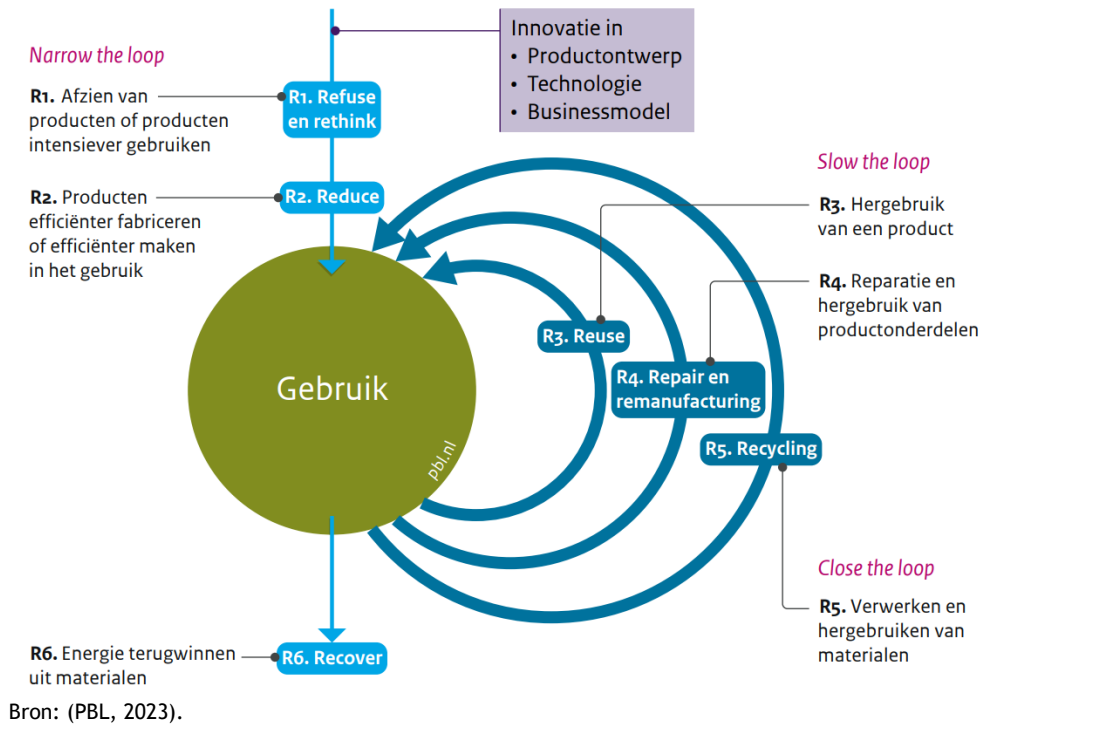 Innovatie in
• Productontwerp
• Technologie
• Businessmodel
Narrow the loop
R1. Afzien van
producten of producten
intensiever gebruiken
R1. Refuse
en rethink
R2. Producten
efficiënter fabriceren
of efficiënter maken
in het gebruik
R2. Reduce
Slow the loop
R3. Hergebruik
van een product
R4. Reparatie en
hergebruik van
productonderdelen
R3. Reuse
R4. Repair en
remanufacturing
R5. Recycling
Gebruik
pbl.nl
Close the loop
R5. Verwerken en
hergebruiken van
materialen
R6. Energie terugwinnen
uit materialen
R6. Recover
Bron: (PBL, 2023).